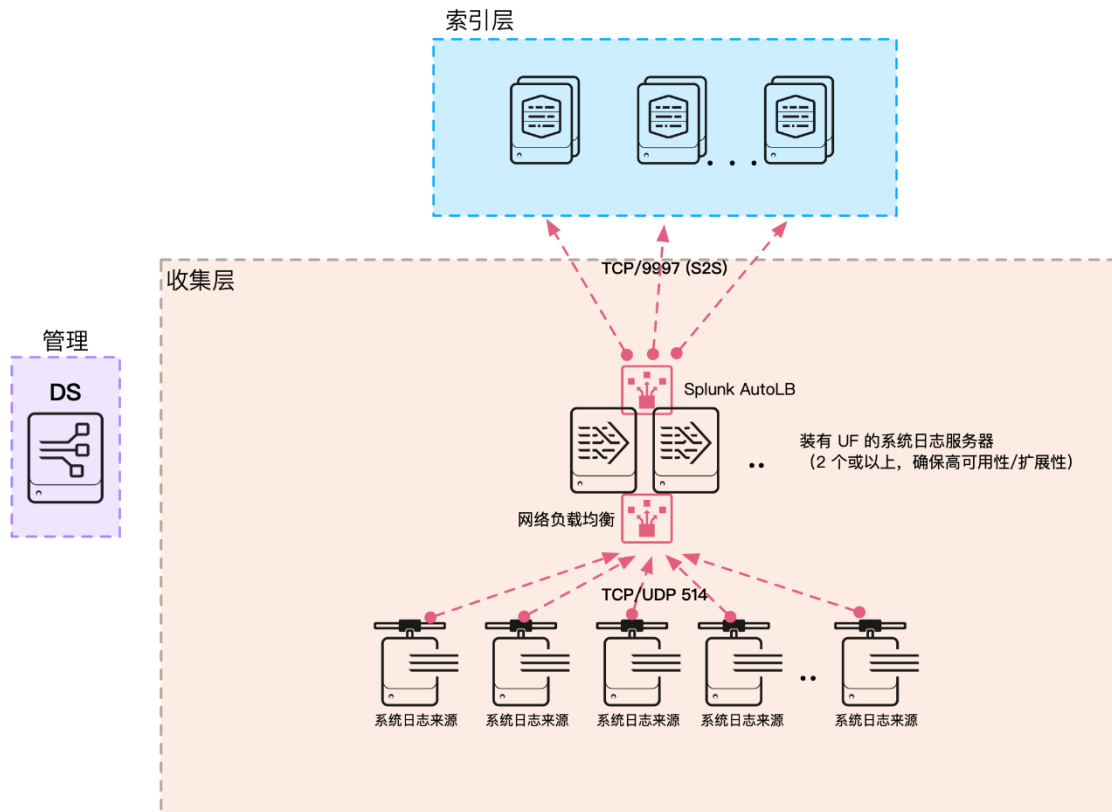 索引层
TCP/9997 (S2S)
收集层
管理
DS
Splunk AutoLB
装有 UF 的系统日志服务器
（2 个或以上，确保高可用性/扩展性）
网络负载均衡
TCP/UDP 514
系统日志来源
系统日志来源
系统日志来源
系统日志来源
系统日志来源